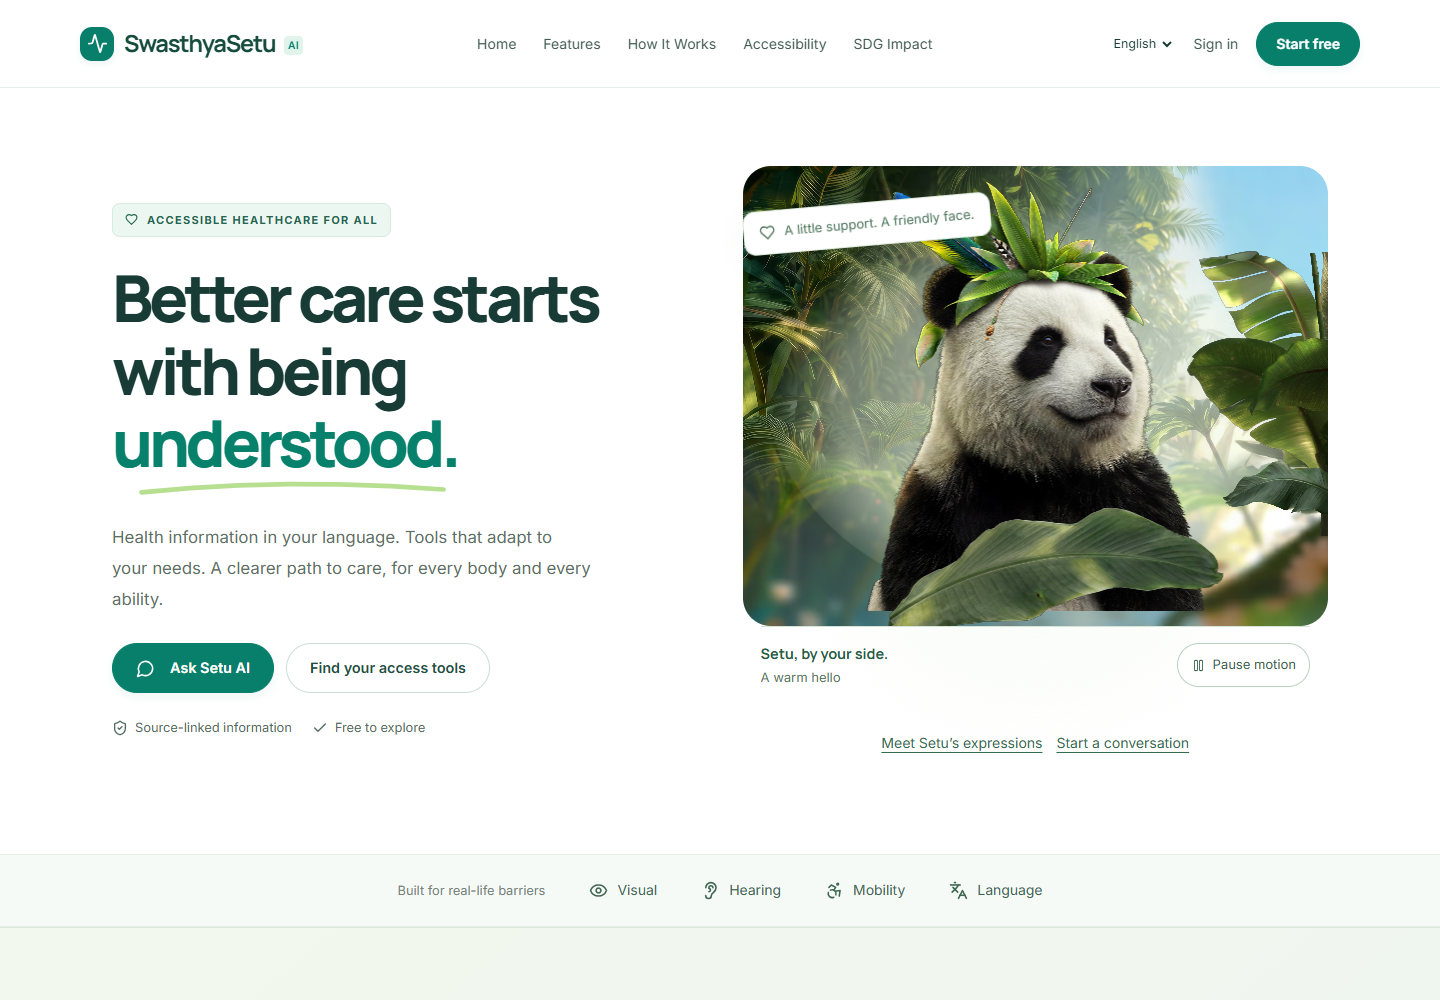 SwasthyaSetu AI
Home
Features
How It Works
Accessibility
SDG Impact
English
Sign in
Start free
ACCESSIBLE HEALTHCARE FOR ALL
Better care starts
with being
understood.
Health information in your language. Tools that adapt to
your needs. A clearer path to care, for every body and every
ability.
Ask Setu AI
Find your access tools
Source-linked information
Free to explore
A little support. A friendly face.
Setu, by your side.
A warm hello
Pause motion
Meet Setu’s expressions
Start a conversation
Built for real-life barriers
Visual
Hearing
Mobility
Language